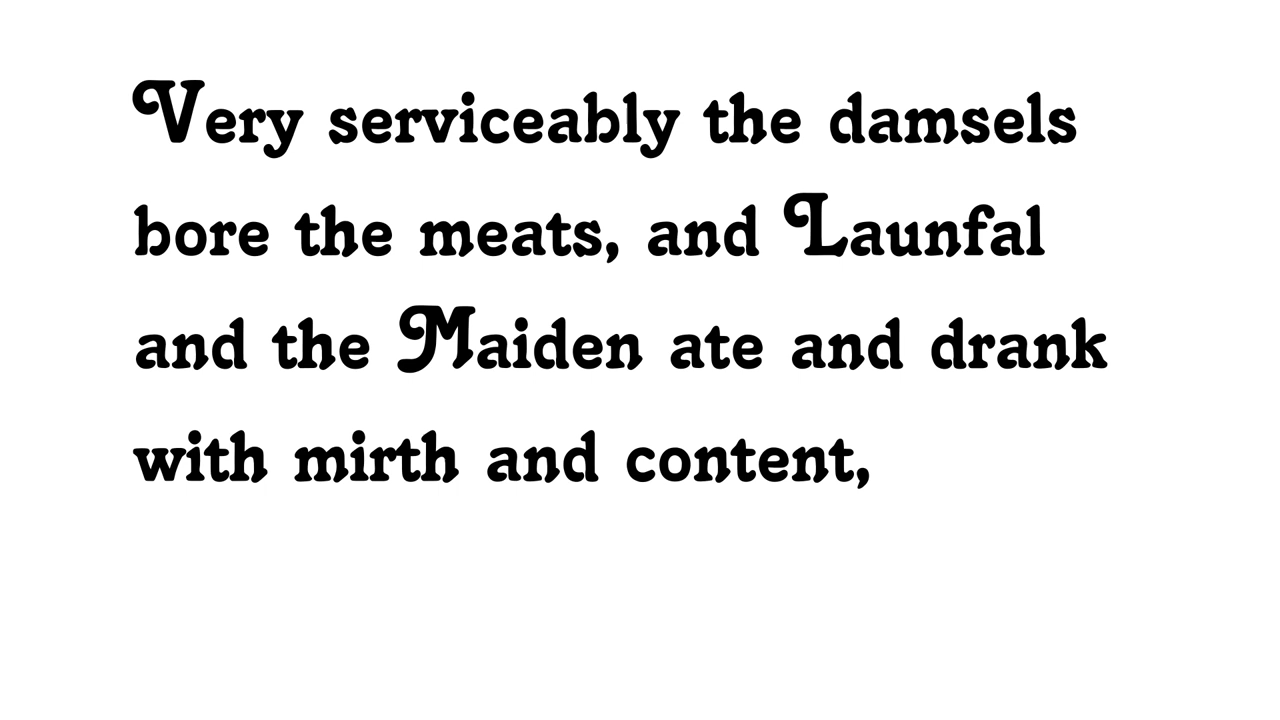 Very serviceably the damsels
bore the meats, and Launfal
and the Maiden ate and drank
with mirth and content,